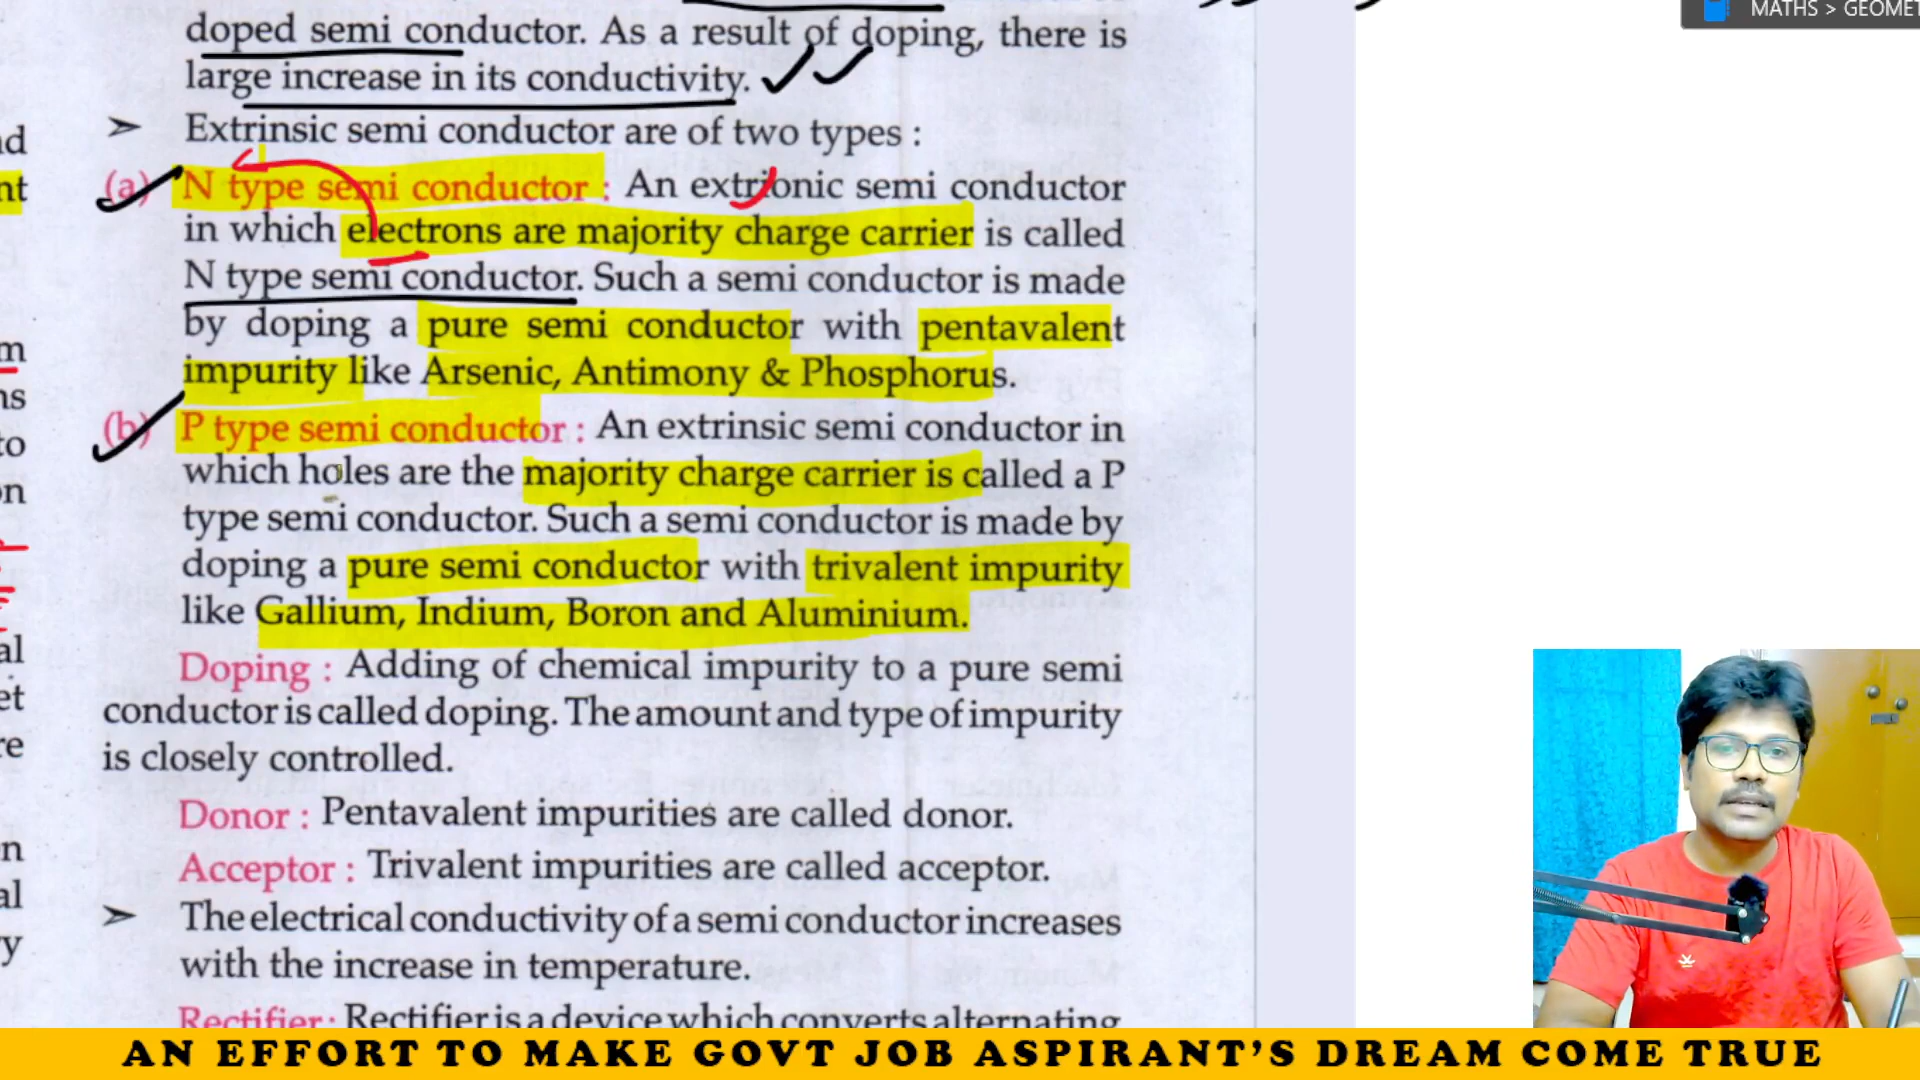 MATHS > GEOMET
doped semi conductor. As a result of doping, there is
large increase in its conductivity.
➢ Extrinsic semi conductor are of two types :
(a) N type semi conductor : An extrionic semi conductor
in which electrons are majority charge carrier is called
N type semi conductor. Such a semi conductor is made
by doping a pure semi conductor with pentavalent
impurity like Arsenic, Antimony & Phosphorus.
(b) P type semi conductor : An extrinsic semi conductor in
which holes are the majority charge carrier is called a P
type semi conductor. Such a semi conductor is made by
doping a pure semi conductor with trivalent impurity
like Gallium, Indium, Boron and Aluminium.
Doping : Adding of chemical impurity to a pure semi
conductor is called doping. The amount and type of impurity
is closely controlled.
Donor : Pentavalent impurities are called donor.
Acceptor : Trivalent impurities are called acceptor.
➢ The electrical conductivity of a semi conductor increases
with the increase in temperature.
Rectifier : Rectifier is a device which converts alternating
AN EFFORT TO MAKE GOVT JOB ASPIRANT'S DREAM COME TRUE